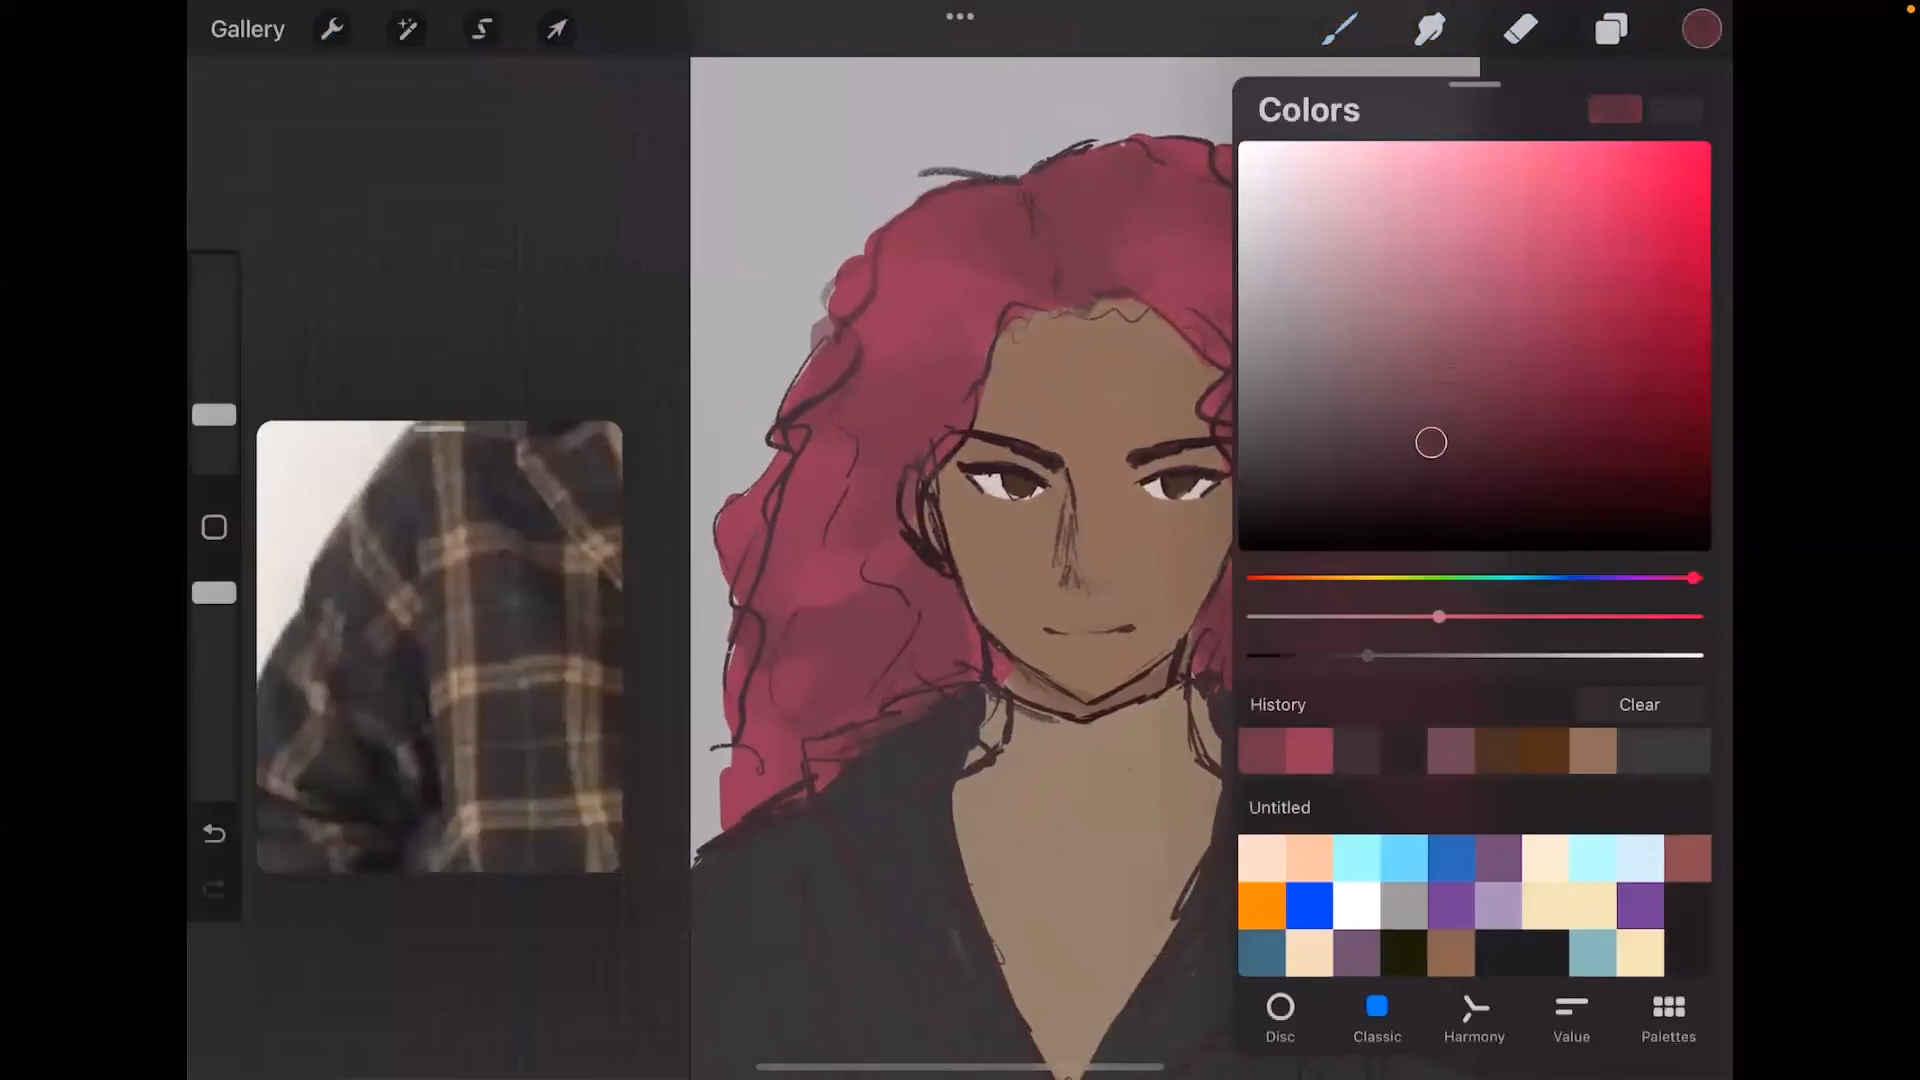 Gallery
Colors
History
Clear
Untitled
Disc
Classic
Harmony
Value
Palettes